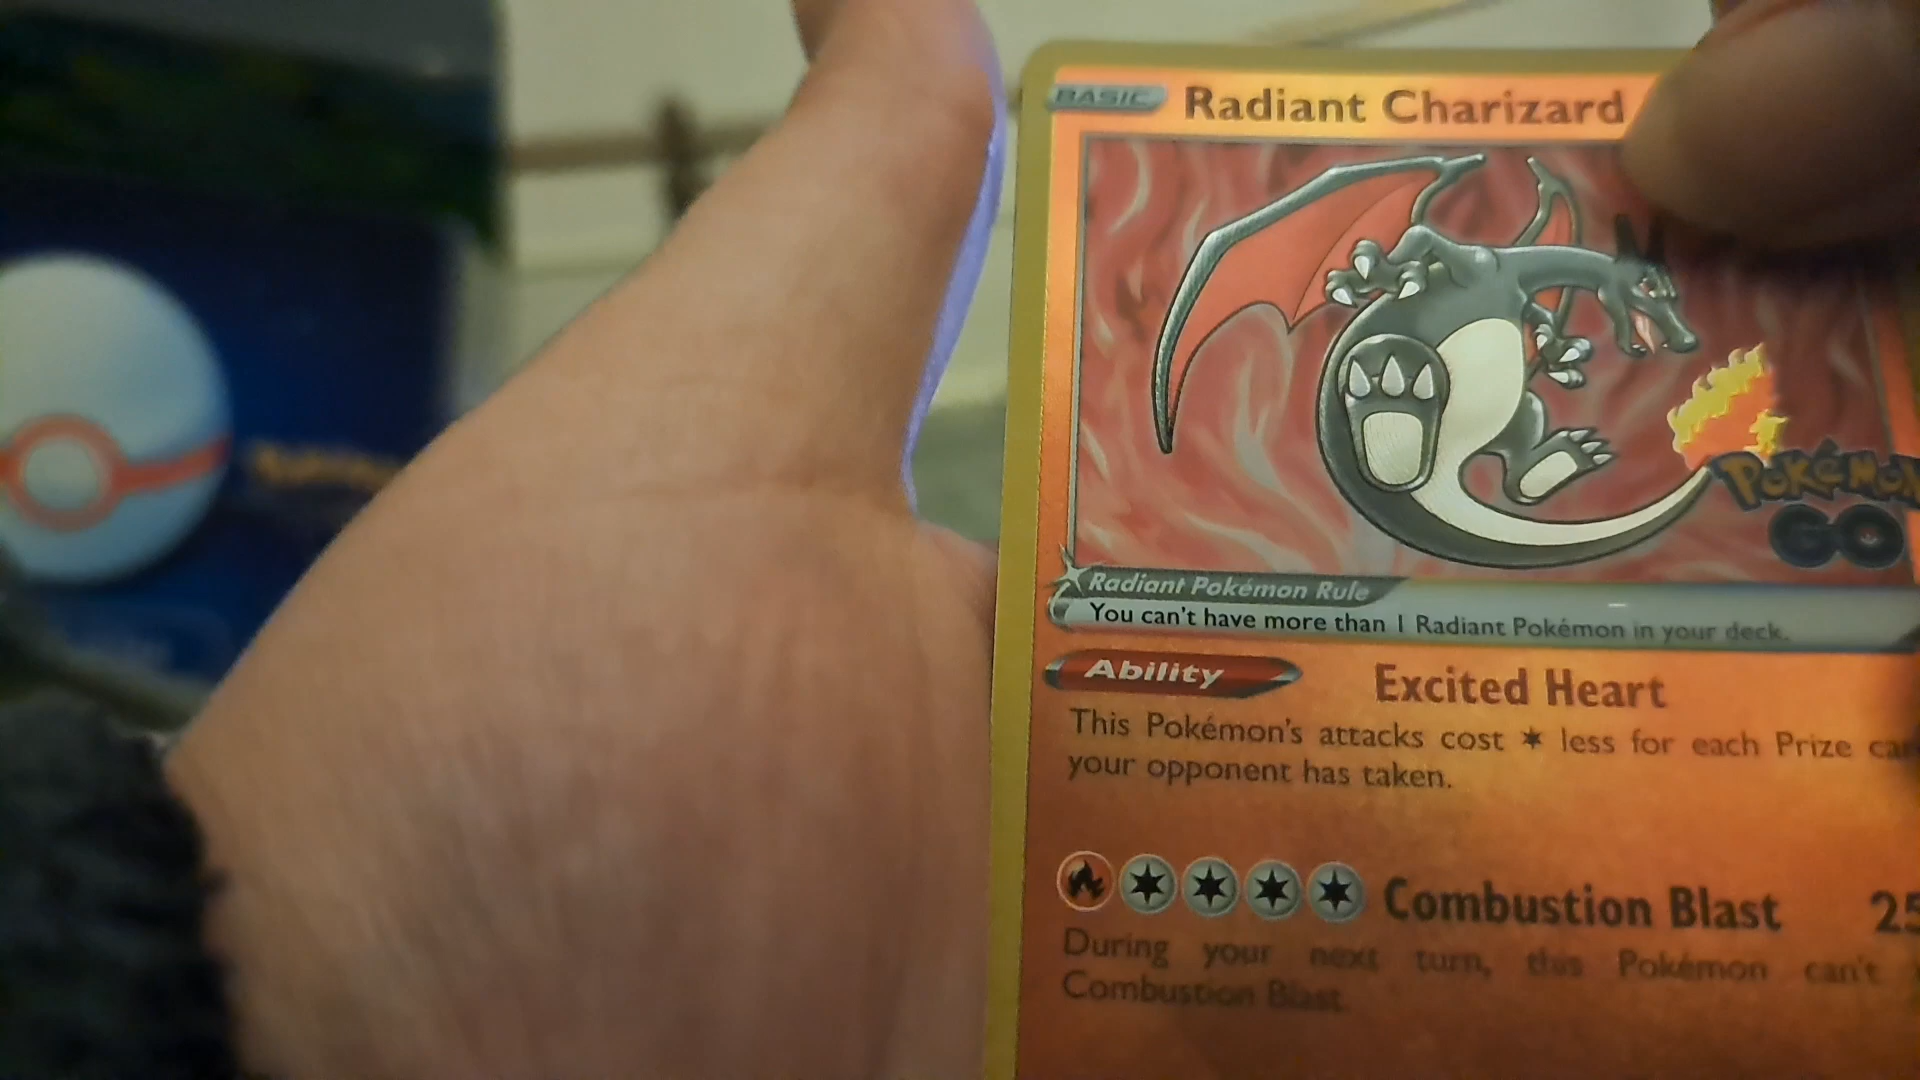 BASIC Radiant Charizard
POKÉMON
GO
Radiant Pokémon Rule
You can't have more than 1 Radiant Pokémon in your deck.
Ability Excited Heart
This Pokémon's attacks cost ✶ less for each Prize
your opponent has taken.
Combustion Blast 25
During your next turn, this Pokémon can't
Combustion Blast.